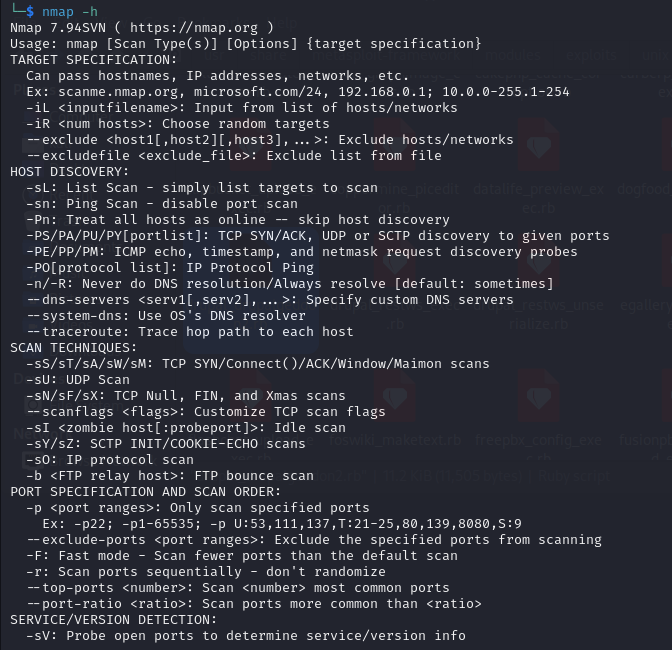 └─$ nmap -h
Nmap 7.94SVN ( https://nmap.org )
Usage: nmap [Scan Type(s)] [Options] {target specification}
TARGET SPECIFICATION:
  Can pass hostnames, IP addresses, networks, etc.
  Ex: scanme.nmap.org, microsoft.com/24, 192.168.0.1; 10.0.0-255.1-254
  -iL <inputfilename>: Input from list of hosts/networks
  -iR <num hosts>: Choose random targets
  --exclude <host1[,host2][,host3],...>: Exclude hosts/networks
  --excludefile <exclude_file>: Exclude list from file
HOST DISCOVERY:
  -sL: List Scan - simply list targets to scan
  -sn: Ping Scan - disable port scan
  -Pn: Treat all hosts as online -- skip host discovery
  -PS/PA/PU/PY[portlist]: TCP SYN/ACK, UDP or SCTP discovery to given ports
  -PE/PP/PM: ICMP echo, timestamp, and netmask request discovery probes
  -PO[protocol list]: IP Protocol Ping
  -n/-R: Never do DNS resolution/Always resolve [default: sometimes]
  --dns-servers <serv1[,serv2],...>: Specify custom DNS servers
  --system-dns: Use OS's DNS resolver
  --traceroute: Trace hop path to each host
SCAN TECHNIQUES:
  -sS/sT/sA/sW/sM: TCP SYN/Connect()/ACK/Window/Maimon scans
  -sU: UDP Scan
  -sN/sF/sX: TCP Null, FIN, and Xmas scans
  --scanflags <flags>: Customize TCP scan flags
  -sI <zombie host[:probeport]>: Idle scan
  -sY/sZ: SCTP INIT/COOKIE-ECHO scans
  -sO: IP protocol scan
  -b <FTP relay host>: FTP bounce scan
PORT SPECIFICATION AND SCAN ORDER:
  -p <port ranges>: Only scan specified ports
    Ex: -p22; -p1-65535; -p U:53,111,137,T:21-25,80,139,8080,S:9
  --exclude-ports <port ranges>: Exclude the specified ports from scanning
  -F: Fast mode - Scan fewer ports than the default scan
  -r: Scan ports sequentially - don't randomize
  --top-ports <number>: Scan <number> most common ports
  --port-ratio <ratio>: Scan ports more common than <ratio>
SERVICE/VERSION DETECTION:
  -sV: Probe open ports to determine service/version info